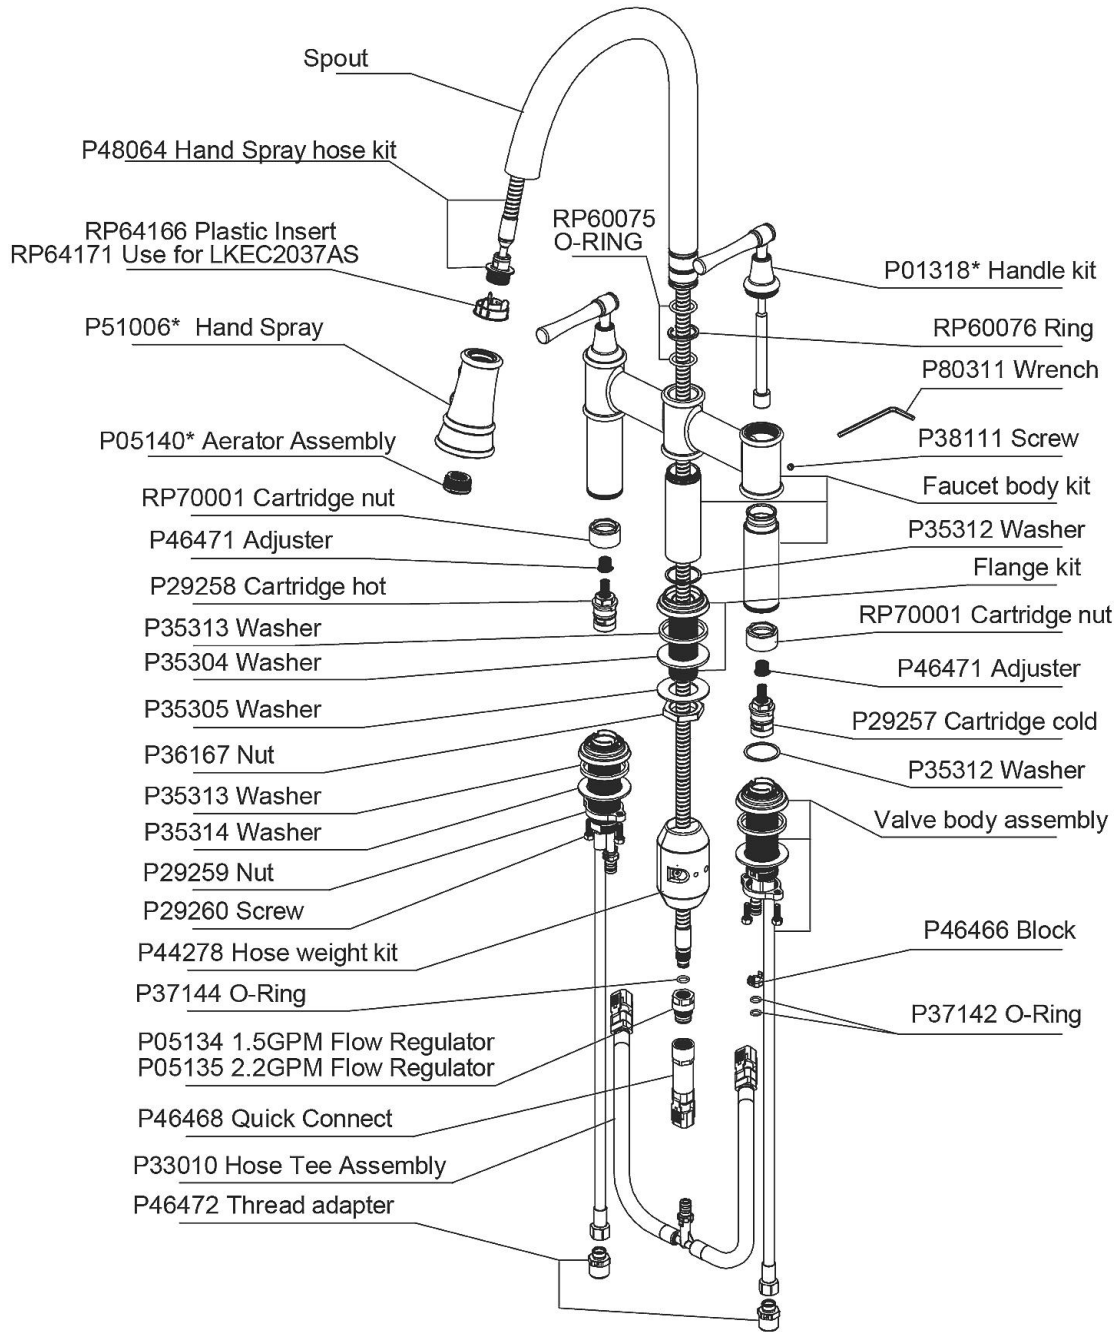 Spout
P48064 Hand Spray hose kit
RP64166 Plastic Insert
RP64171 Use for LKEC2037AS
P51006* Hand Spray
P05140* Aerator Assembly
RP70001 Cartridge nut
P46471 Adjuster
P29258 Cartridge hot
P35313 Washer
P35304 Washer
P35305 Washer
P36167 Nut
P35313 Washer
P35314 Washer
P29259 Nut
P29260 Screw
P44278 Hose weight kit
P37144 O-Ring
P05134 1.5GPM Flow Regulator
P05135 2.2GPM Flow Regulator
P46468 Quick Connect
P33010 Hose Tee Assembly
P46472 Thread adapter
RP60075
O-RING
P01318* Handle kit
RP60076 Ring
P80311 Wrench
P38111 Screw
Faucet body kit
P35312 Washer
Flange kit
RP70001 Cartridge nut
P46471 Adjuster
P29257 Cartridge cold
P35312 Washer
Valve body assembly
P46466 Block
P37142 O-Ring